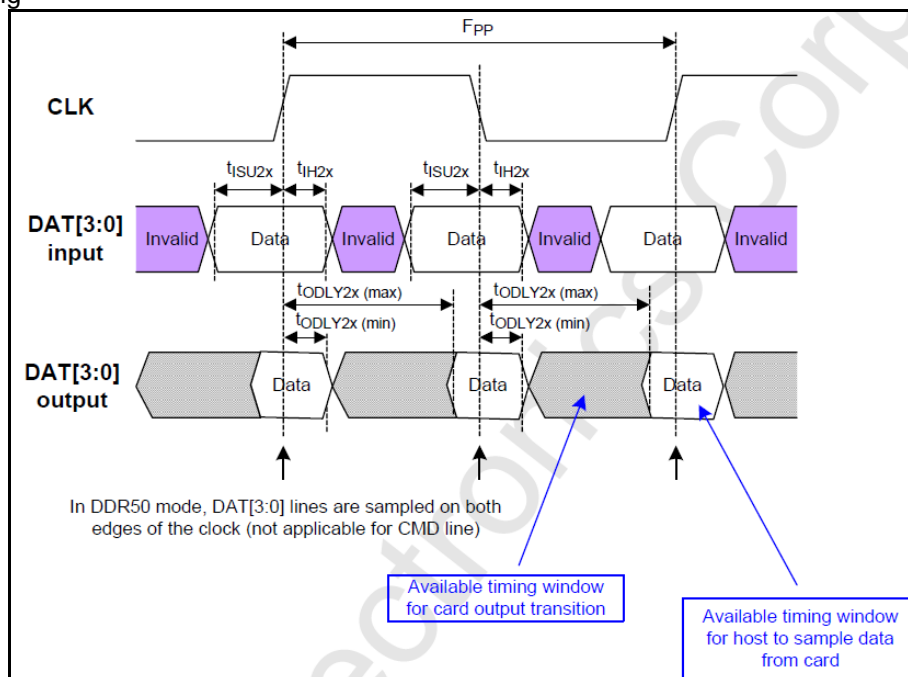 g
FPP
CLK
tISU2x tIH2x tISU2x tIH2x
DAT[3:0]
input
Invalid Data Invalid Data Invalid Data Invalid
tODLY2x (max) tODLY2x (max)
tODLY2x (min) tODLY2x (min)
DAT[3:0]
output
Data Data Data
In DDR50 mode, DAT[3:0] lines are sampled on both
edges of the clock (not applicable for CMD line)
Available timing window
for card output transition
Available timing window
for host to sample data
from card
ectronics Corp